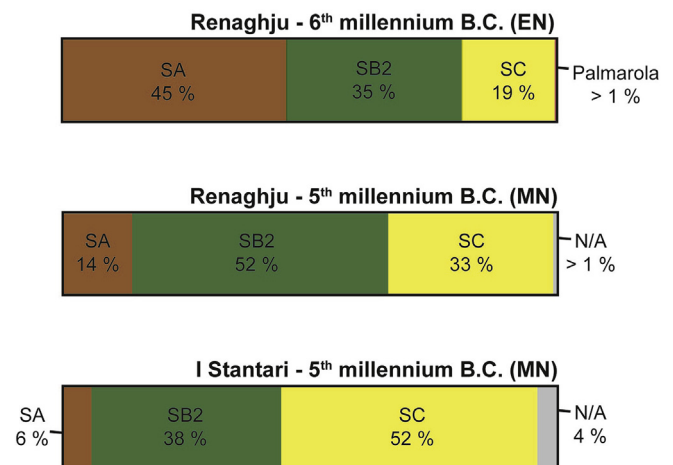 Renaghju - 6th millennium B.C. (EN)
SA
45 %
SB2
35 %
SC
19 %
Palmarola
> 1 %
Renaghju - 5th millennium B.C. (MN)
SA
14 %
SB2
52 %
SC
33 %
N/A
> 1 %
I Stantari - 5th millennium B.C. (MN)
SA
6 %
SB2
38 %
SC
52 %
N/A
4 %